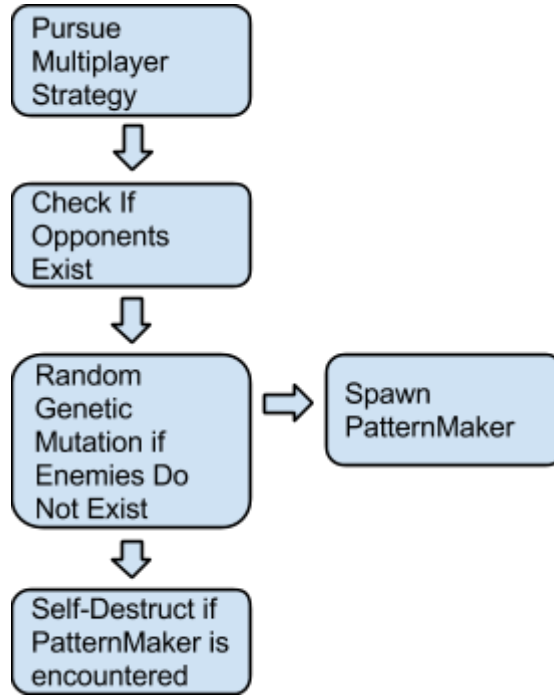 Pursue
Multiplayer
Strategy
Check If
Opponents
Exist
Random
Genetic
Mutation if
Enemies Do
Not Exist
Spawn
PatternMaker
Self-Destruct if
PatternMaker is
encountered